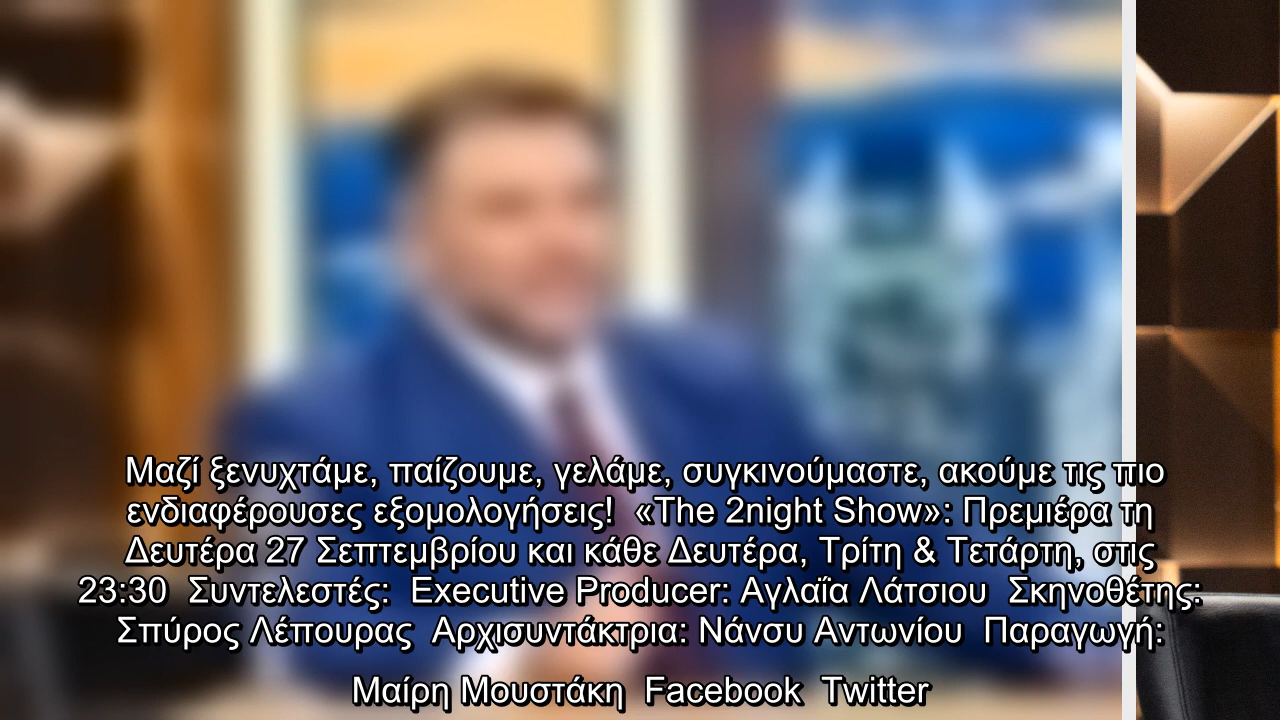 Μαζί ξενυχτάμε, παίζουμε, γελάμε, συγκινούμαστε, ακούμε τις πιο
ενδιαφέρουσες εξομολογήσεις!  «The 2night Show»: Πρεμιέρα τη
Δευτέρα 27 Σεπτεμβρίου και κάθε Δευτέρα, Τρίτη & Τετάρτη, στις
23:30  Συντελεστές:  Executive Producer: Αγλαΐα Λάτσιου  Σκηνοθέτης:
Σπύρος Λέπουρας  Αρχισυντάκτρια: Νάνσυ Αντωνίου  Παραγωγή:
Μαίρη Μουστάκη  Facebook  Twitter